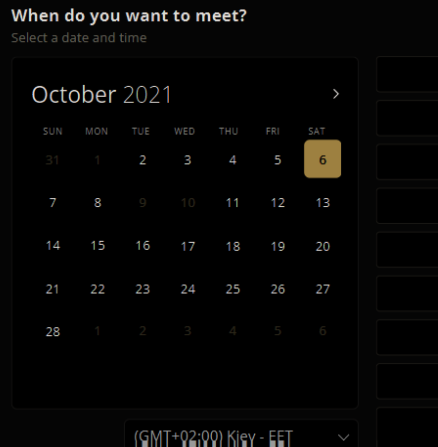 When do you want to meet?
Select a date and time
October 2021
SUN MON TUE WED THU FRI SAT
31 1 2 3 4 5 6
7 8 9 10 11 12 13
14 15 16 17 18 19 20
21 22 23 24 25 26 27
28 1 2 3 4 5 6
(GMT+02:00) Kiev - EET